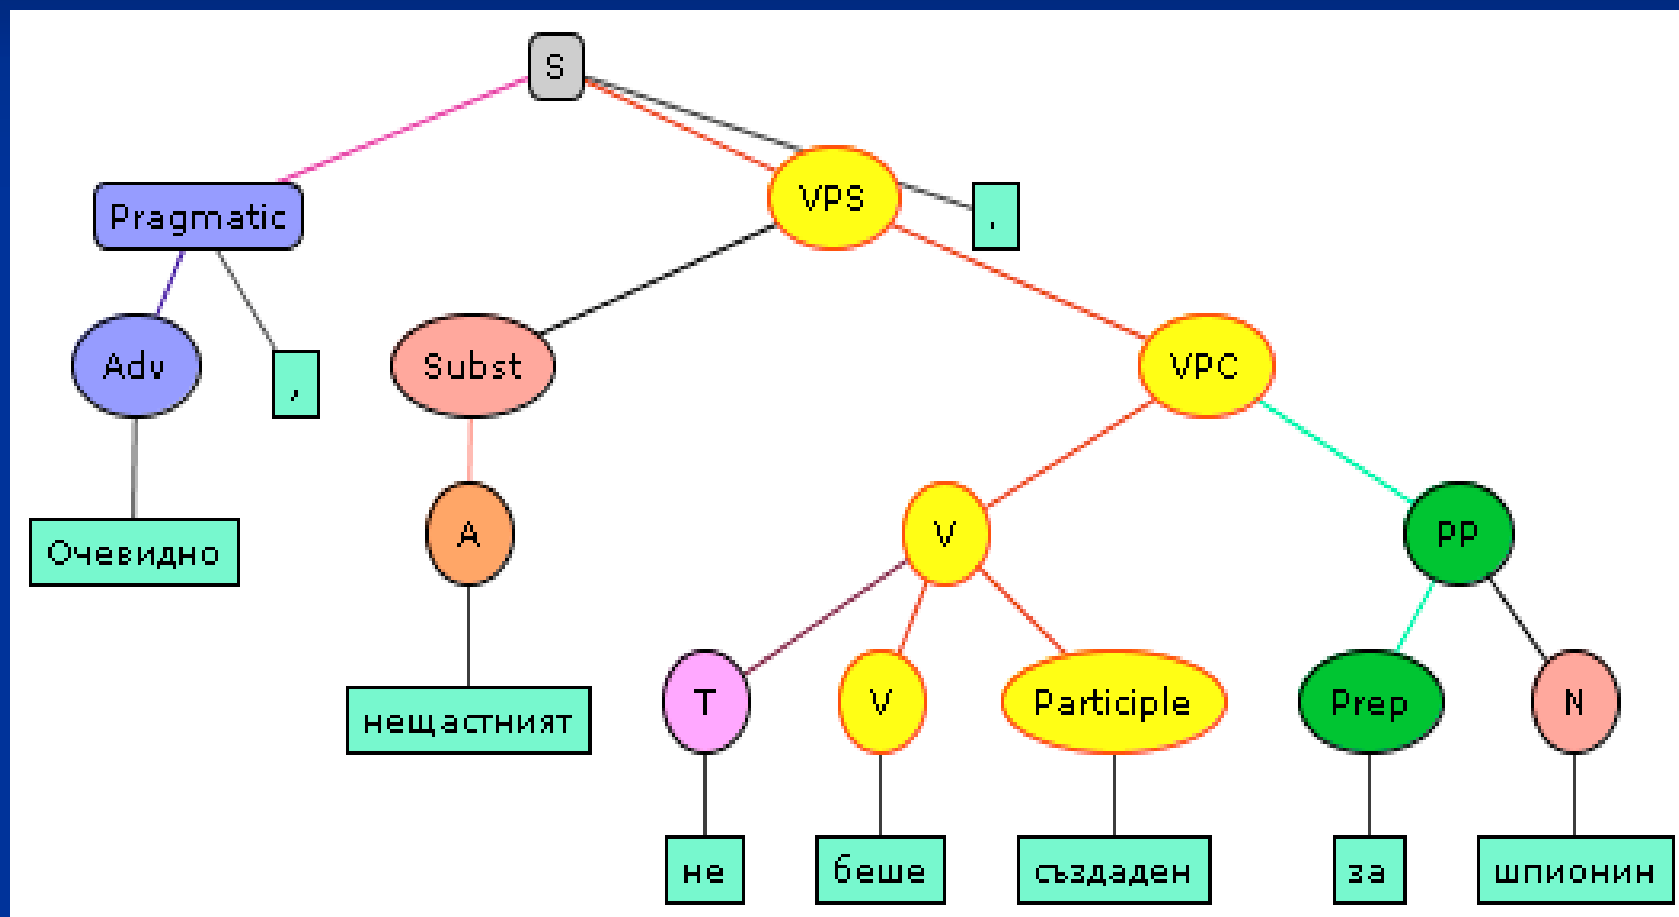 S
VPS
Pragmatic
.
Adv
,
Subst
VPC
Очевидно
A
V
PP
нещастният
T
V
Participle
Prep
N
не
беше
създаден
за
шпионин